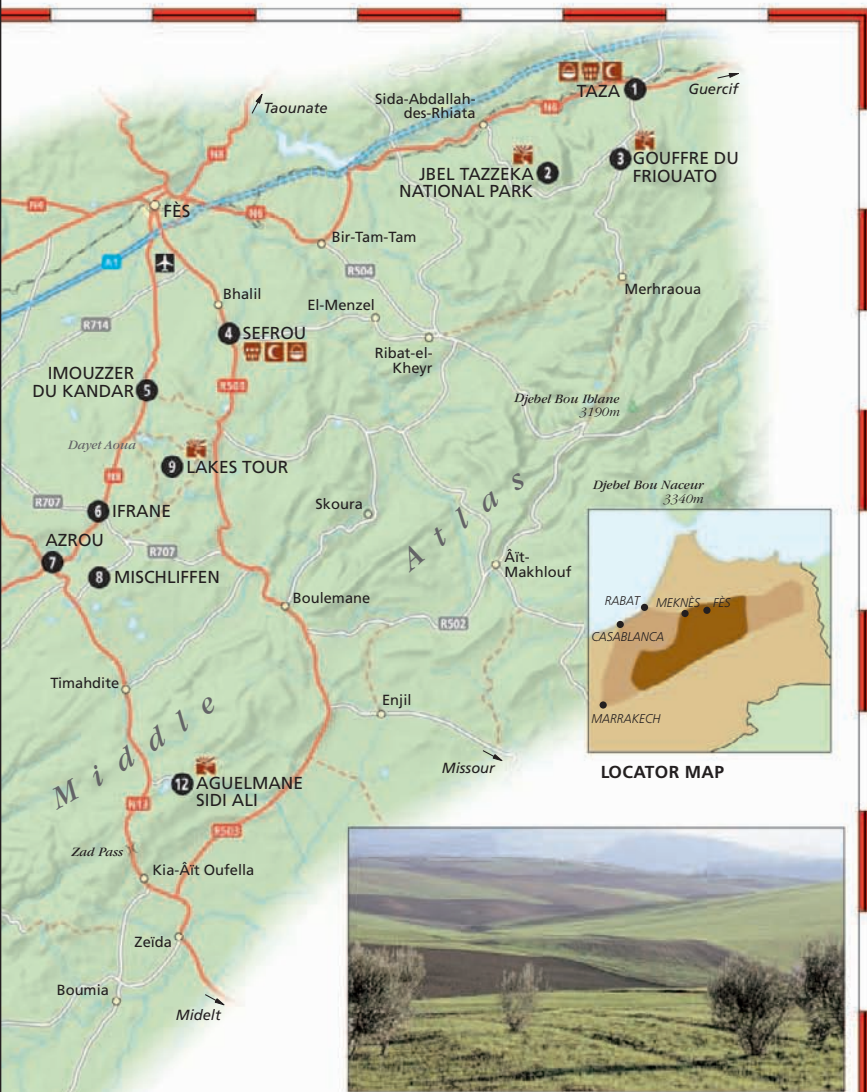 Taounate
Sida-Abdallah-
des-Rhiata
N6
TAZA 1
Guercif
N8
JBEL TAZZEKA
NATIONAL PARK
2
3 GOUFFRE DU
FRIOUATO
FÈS
N6
Bir-Tam-Tam
A1
R504
Merhraoua
Bhalil
El-Menzel
R714
4 SEFROU
Ribat-el-
Kheyr
IMOUZZER
DU KANDAR 5
R503
Djebel Bou Iblane
3190m
Dayet Aoua
9 LAKES TOUR
N8
Djebel Bou Naceur
3340m
R707
6 IFRANE
Skoura
Atlas
AZROU
7
R707
8 MISCHLIFFEN
Âït-
Makhlouf
Boulemane
R502
RABAT
MEKNÈS
FÈS
CASABLANCA
MARRAKECH
LOCATOR MAP
Timahdite
Enjil
Middle
Missour
12 AGUELMANE
SIDI ALI
N13
R503
Zad Pass
Kia-Âït Oufella
Zeïda
Boumia
Midelt